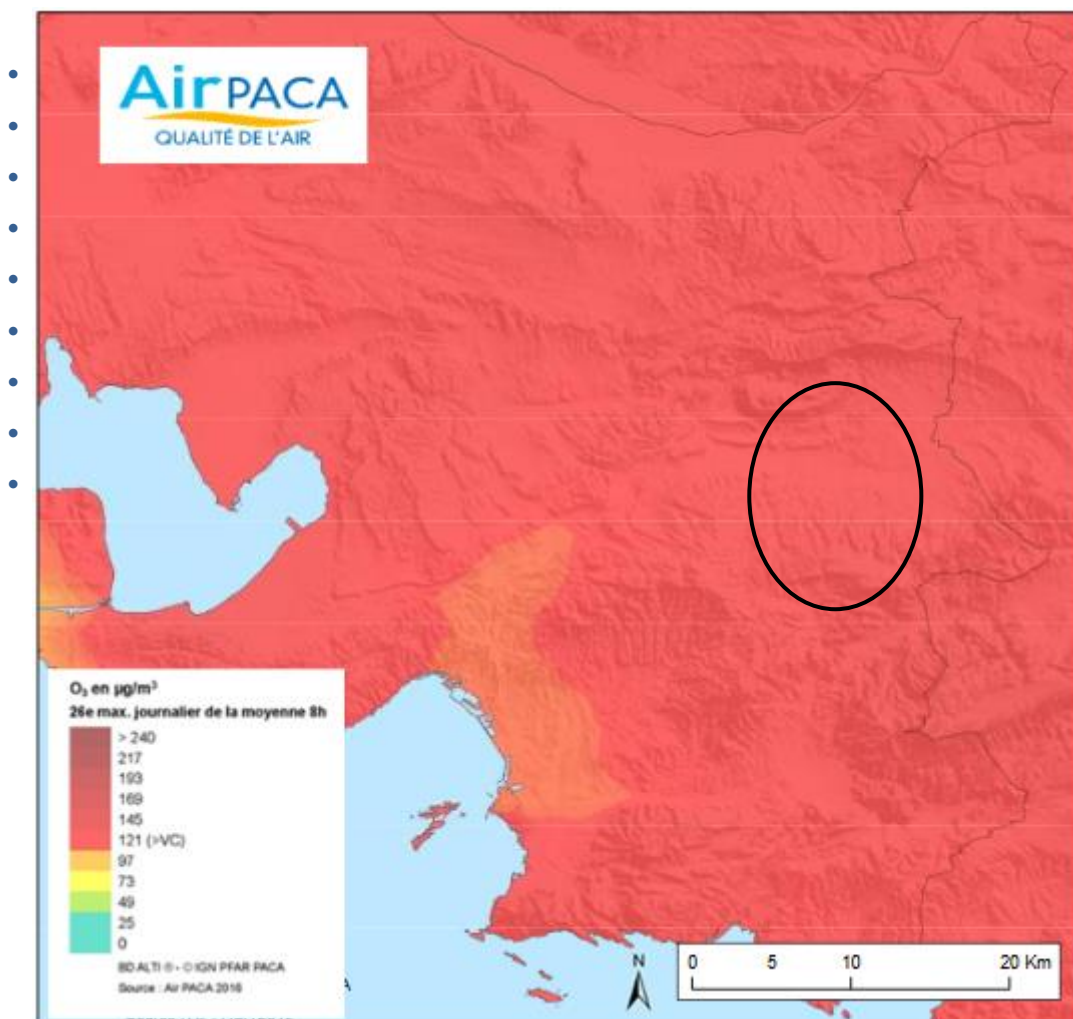 AirPACA
QUALITÉ DE L'AIR
O₃ en µg/m³
26e max. journalier de la moyenne 8h
> 240
217
193
169
145
121 (>VC)
97
73
49
25
0
BD ALTI ® - © IGN PFAR PACA
Source : Air PACA 2016
A
N
0 5 10 20 Km